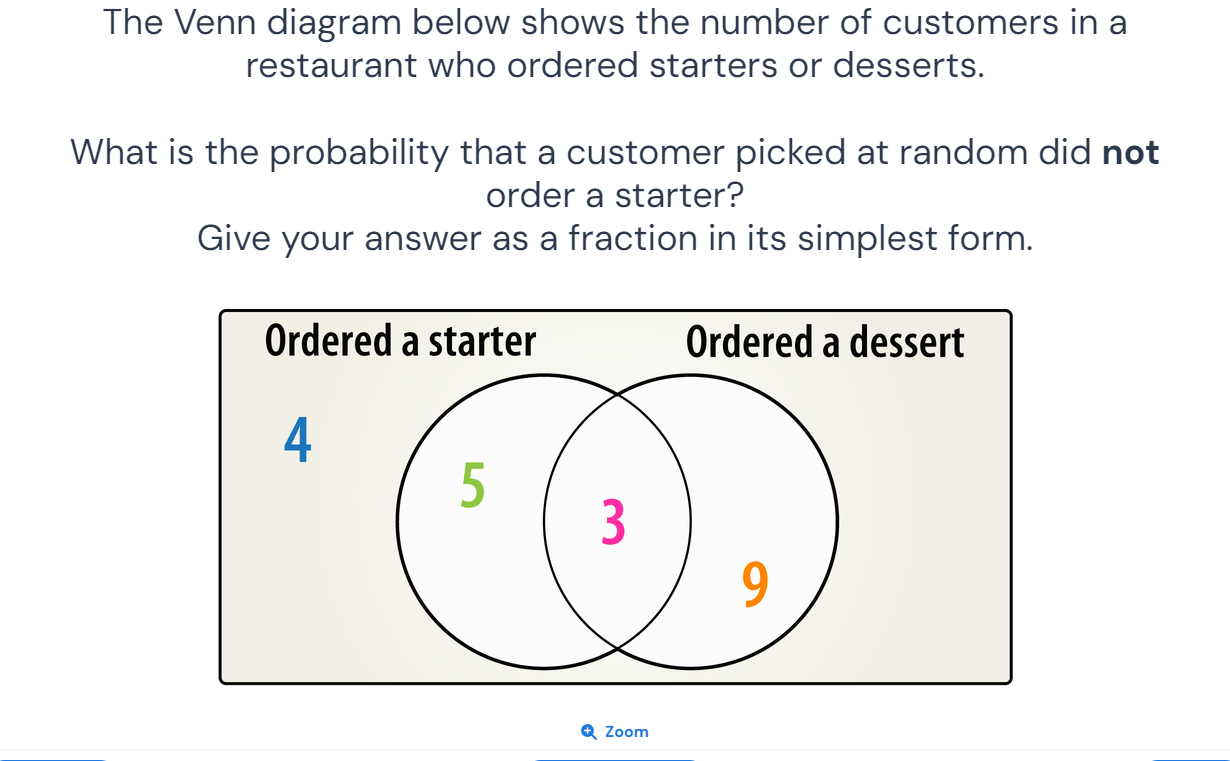 The Venn diagram below shows the number of customers in a
restaurant who ordered starters or desserts.
What is the probability that a customer picked at random did not
order a starter?
Give your answer as a fraction in its simplest form.
Ordered a starter
Ordered a dessert
4
5
3
9
Zoom